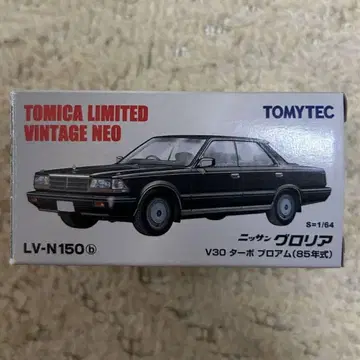 TOMICA LIMITED
VINTAGE NEO
TOMYTEC
S=1/64
LV-N150ⓑ
ニッサン グロリア
V30 ターボ ブロアム(85年式)